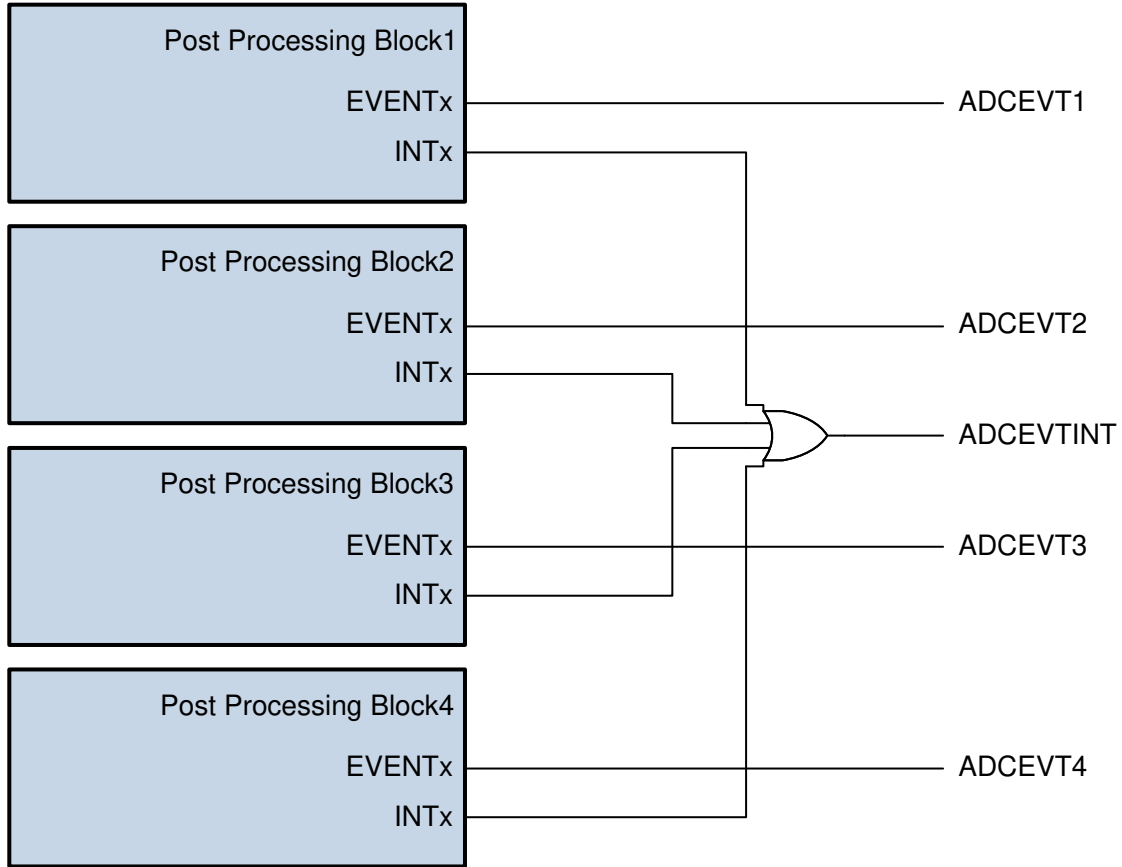 Post Processing Block1
EVENTx
ADCEVT1
INTx
Post Processing Block2
EVENTx
ADCEVT2
INTx
ADCEVTINT
Post Processing Block3
EVENTx
ADCEVT3
INTx
Post Processing Block4
EVENTx
ADCEVT4
INTx